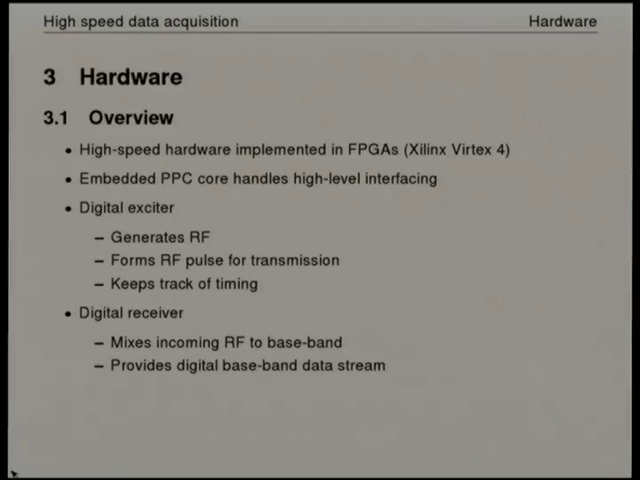 High speed data acquisition Hardware
3 Hardware
3.1 Overview
• High-speed hardware implemented in FPGAs (Xilinx Virtex 4)
• Embedded PPC core handles high-level interfacing
• Digital exciter
– Generates RF
– Forms RF pulse for transmission
– Keeps track of timing
• Digital receiver
– Mixes incoming RF to base-band
– Provides digital base-band data stream